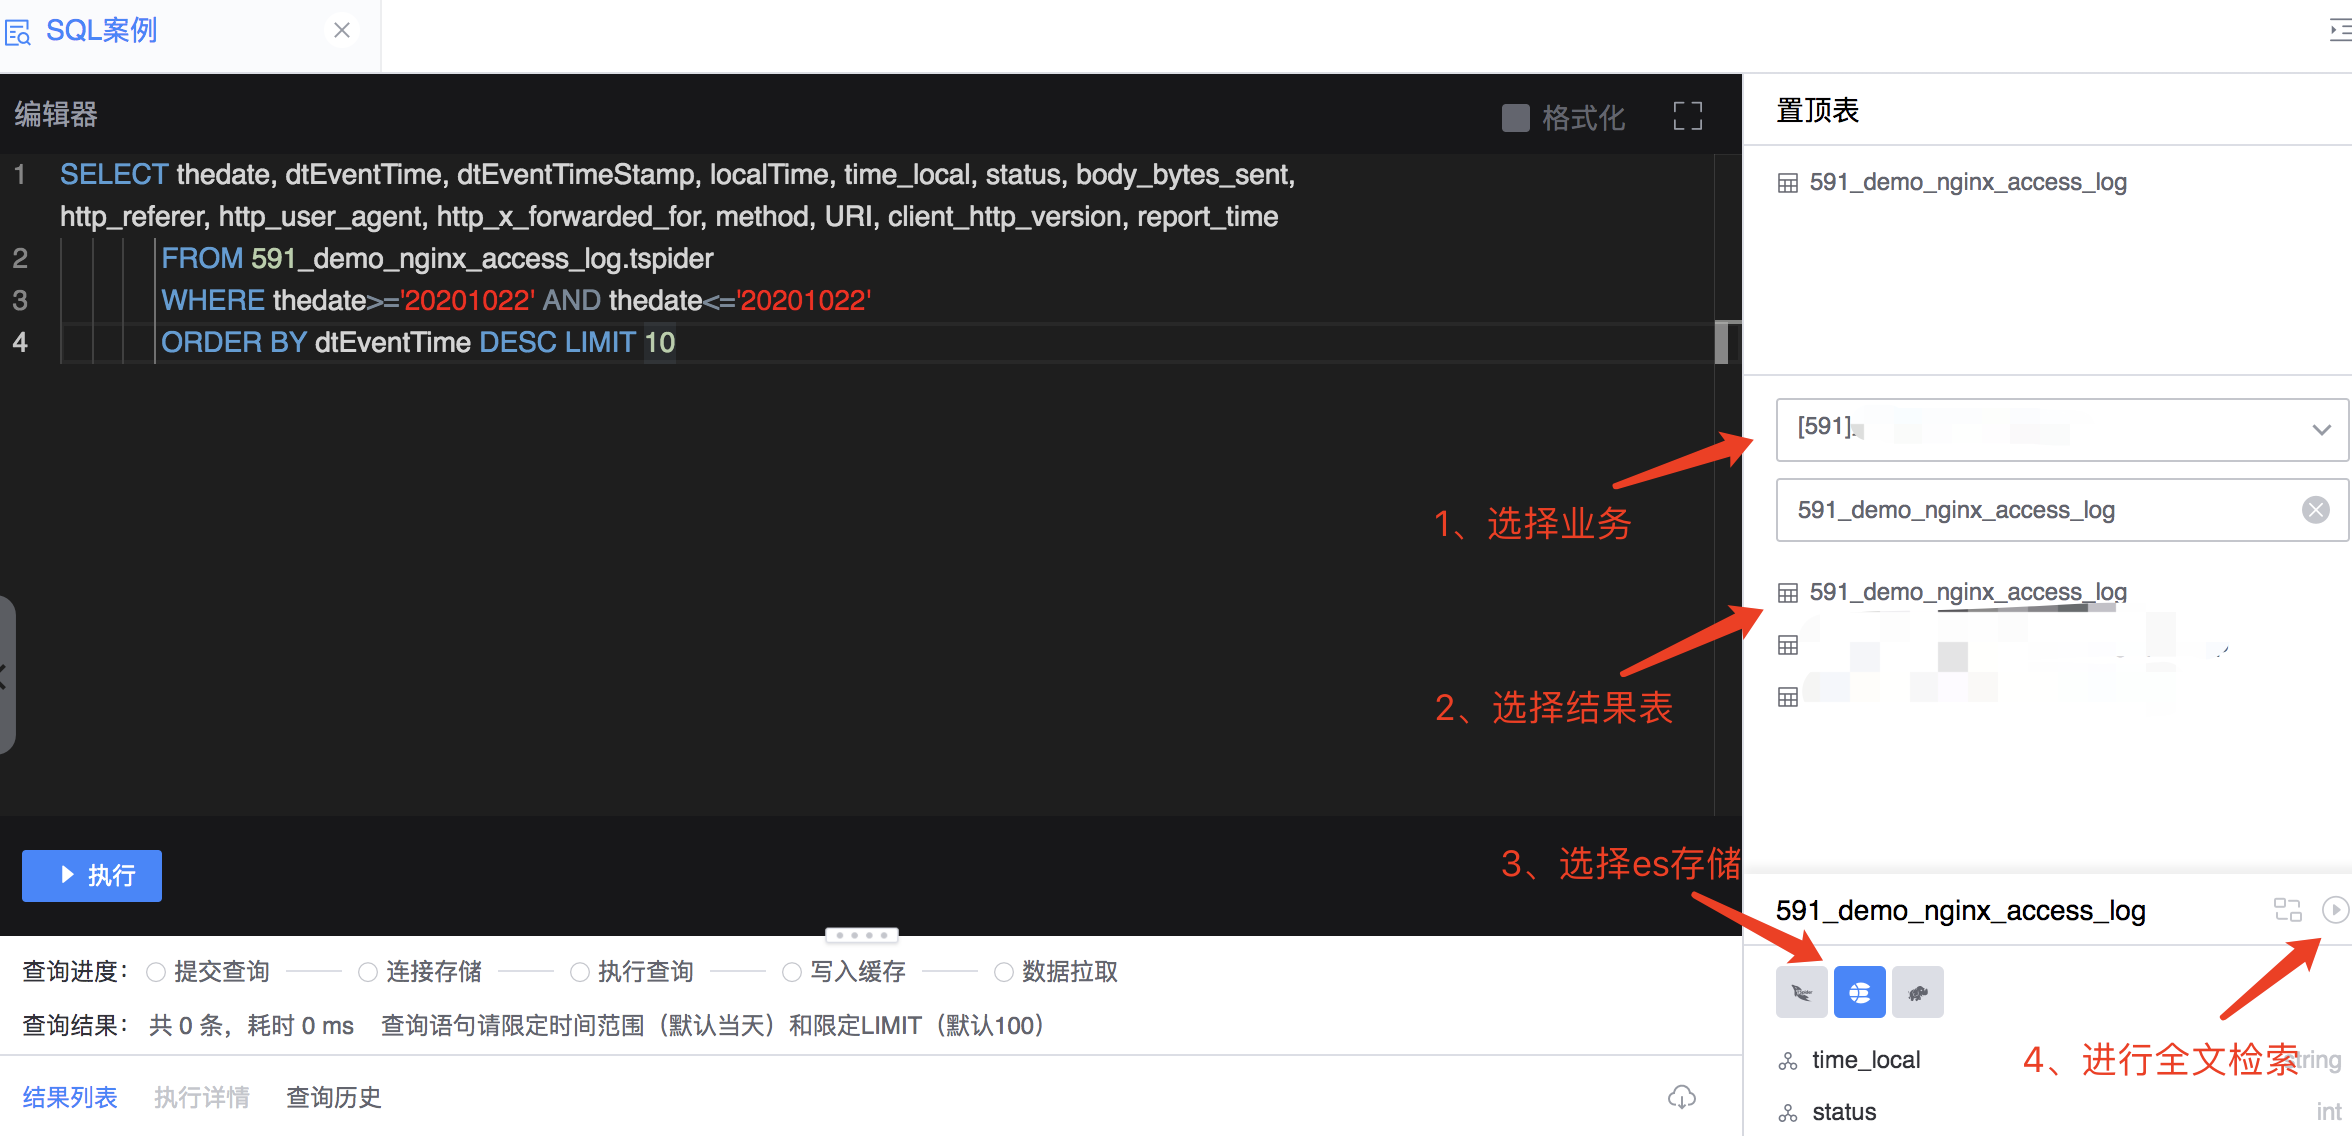 SQL案例
编辑器
格式化
1 SELECT thedate, dtEventTime, dtEventTimeStamp, localTime, time_local, status, body_bytes_sent,
http_referer, http_user_agent, http_x_forwarded_for, method, URI, client_http_version, report_time
2 FROM 591_demo_nginx_access_log.tspider
3 WHERE thedate>='20201022' AND thedate<='20201022'
4 ORDER BY dtEventTime DESC LIMIT 10
执行
查询进度： 提交查询 连接存储 执行查询 写入缓存 数据拉取
查询结果： 共 0 条，耗时 0 ms 查询语句请限定时间范围（默认当天）和限定LIMIT（默认100）
结果列表 执行详情 查询历史
置顶表
591_demo_nginx_access_log
[591]
1、选择业务
591_demo_nginx_access_log
591_demo_nginx_access_log
2、选择结果表
3、选择es存储
591_demo_nginx_access_log
4、进行全文检索
time_local string
status int